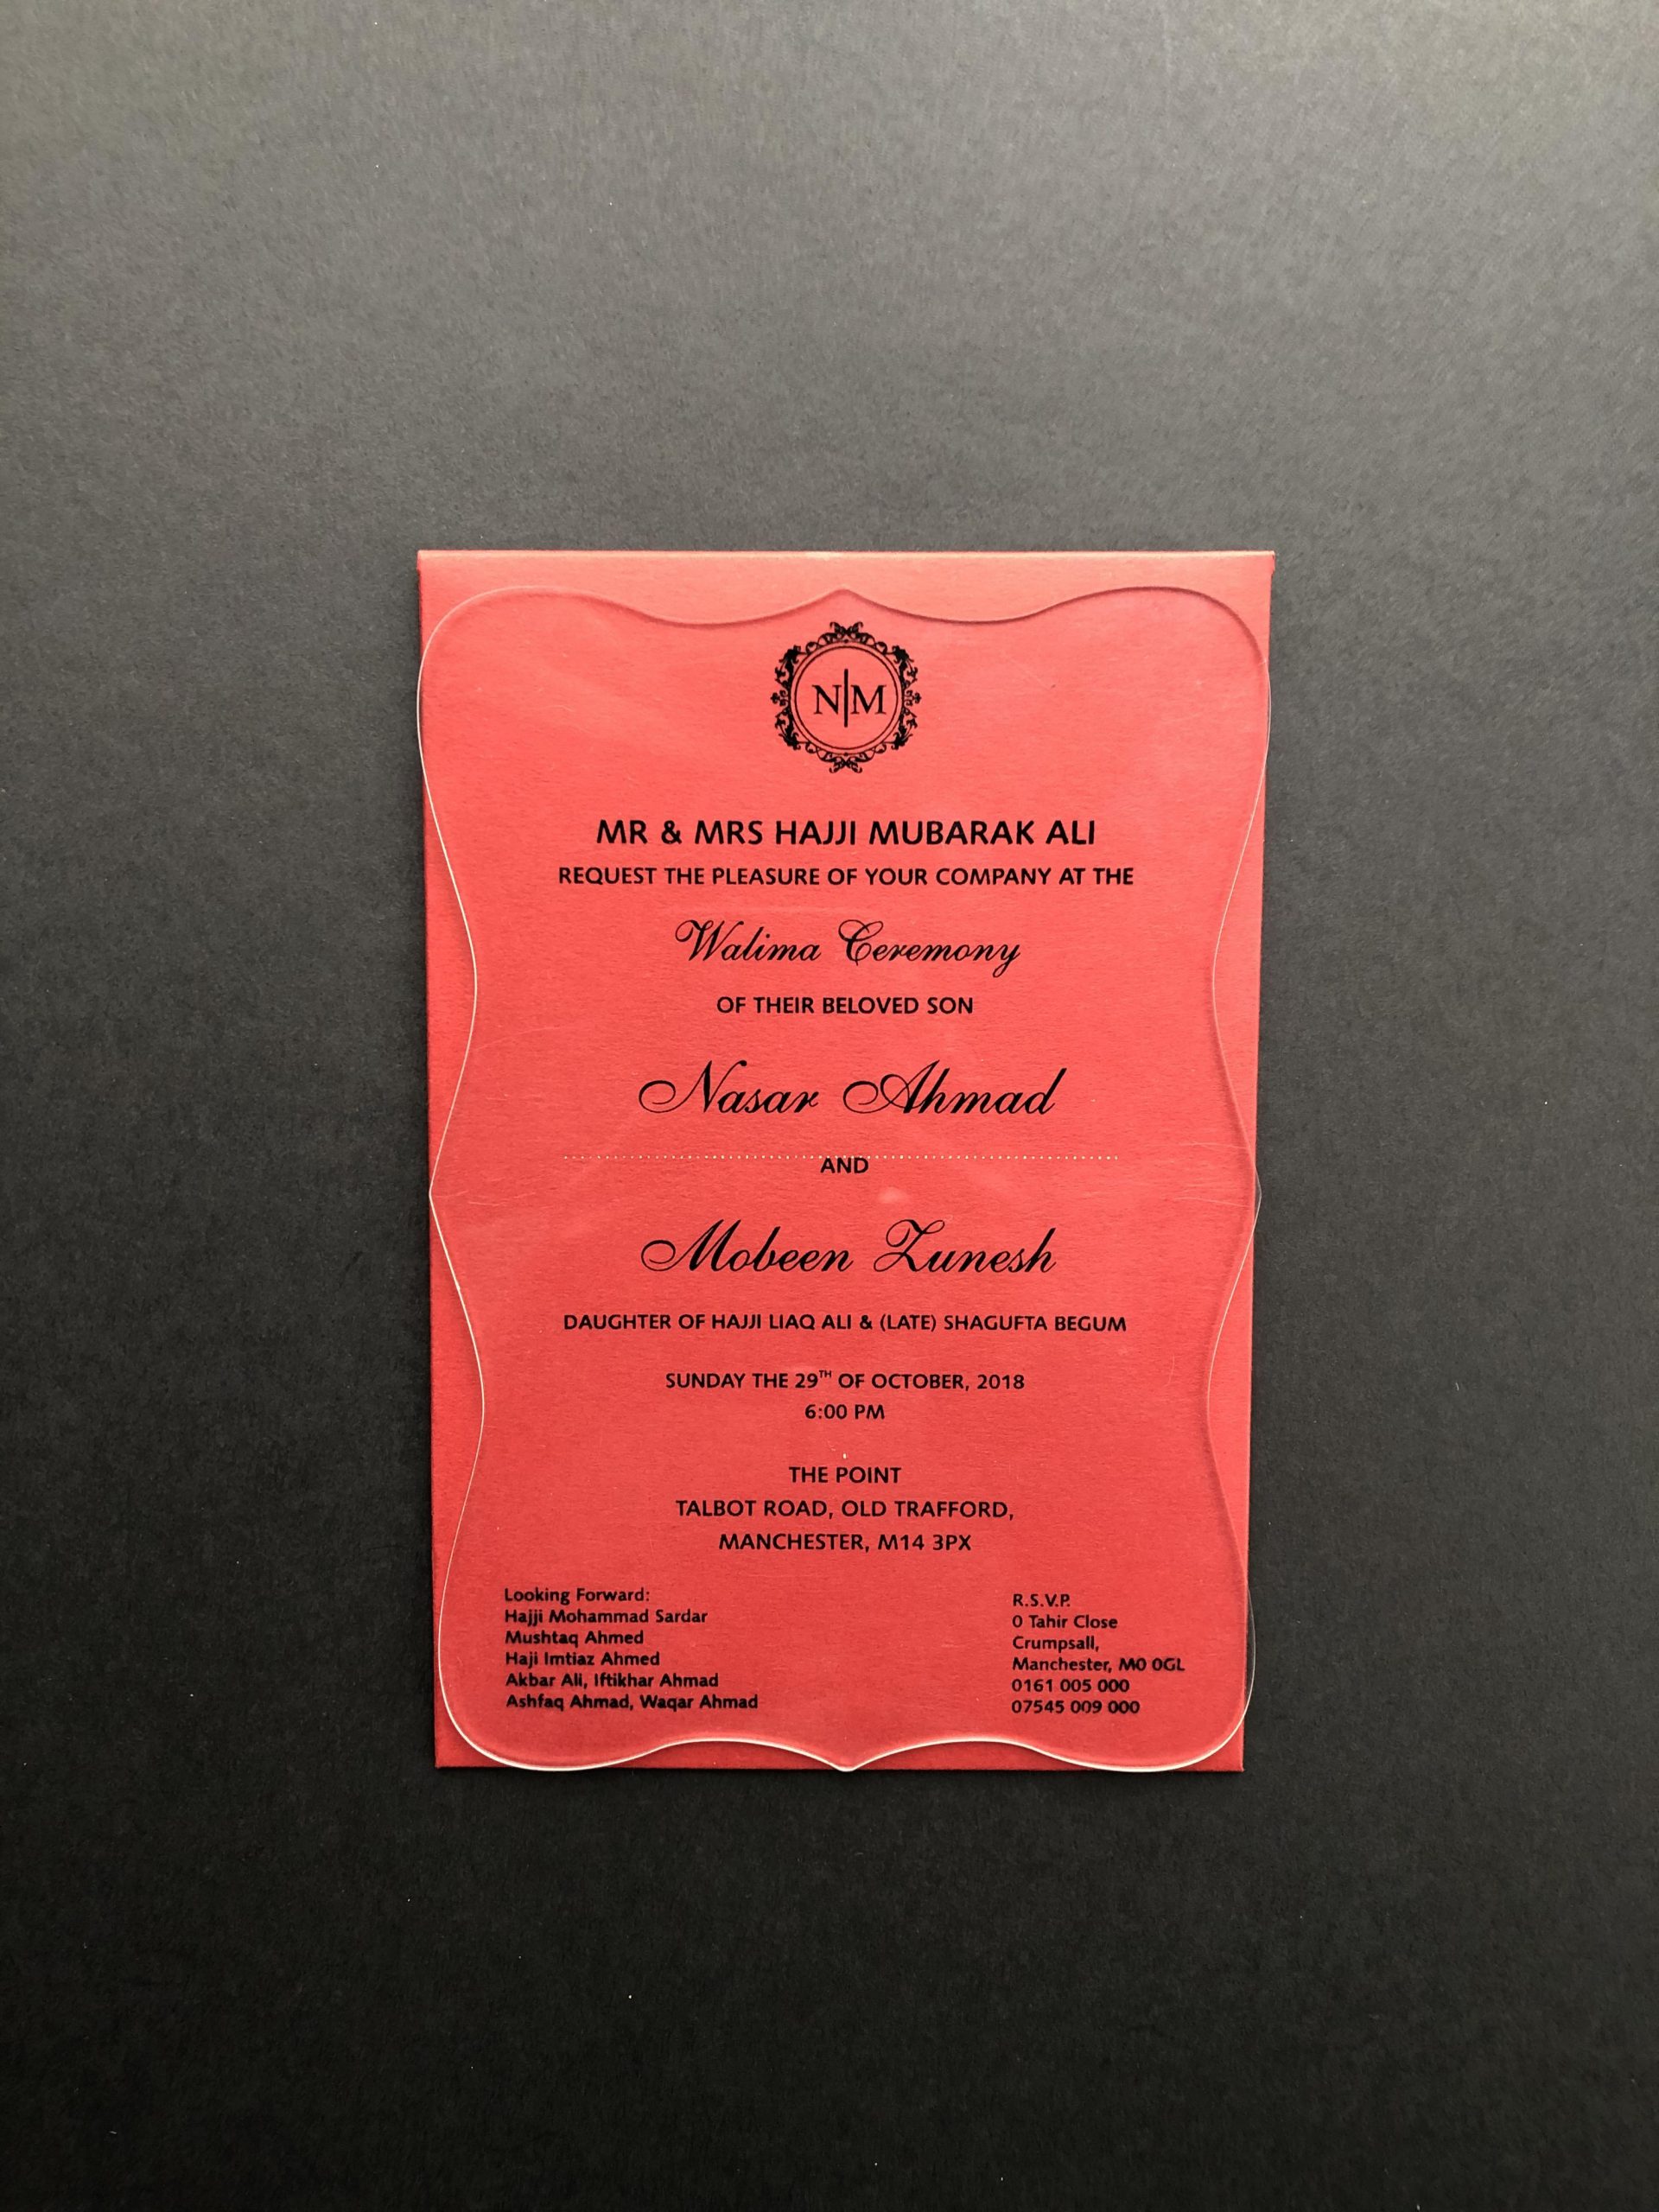 N|M
MR & MRS HAJJI MUBARAK ALI
REQUEST THE PLEASURE OF YOUR COMPANY AT THE
Walima Ceremony
OF THEIR BELOVED SON
Nasar Ahmad
AND
Mobeen Zunesh
DAUGHTER OF HAJJI LIAQ ALI & (LATE) SHAGUFTA BEGUM
SUNDAY THE 29TH OF OCTOBER, 2018
6:00 PM
THE POINT
TALBOT ROAD, OLD TRAFFORD,
MANCHESTER, M14 3PX
Looking Forward:
Hajji Mohammad Sardar
Mushtaq Ahmed
Haji Imtiaz Ahmed
Akbar Ali, Iftikhar Ahmad
Ashfaq Ahmad, Waqar Ahmad
R.S.V.P.
0 Tahir Close
Crumpsall,
Manchester, M0 0GL
0161 005 000
07545 009 000